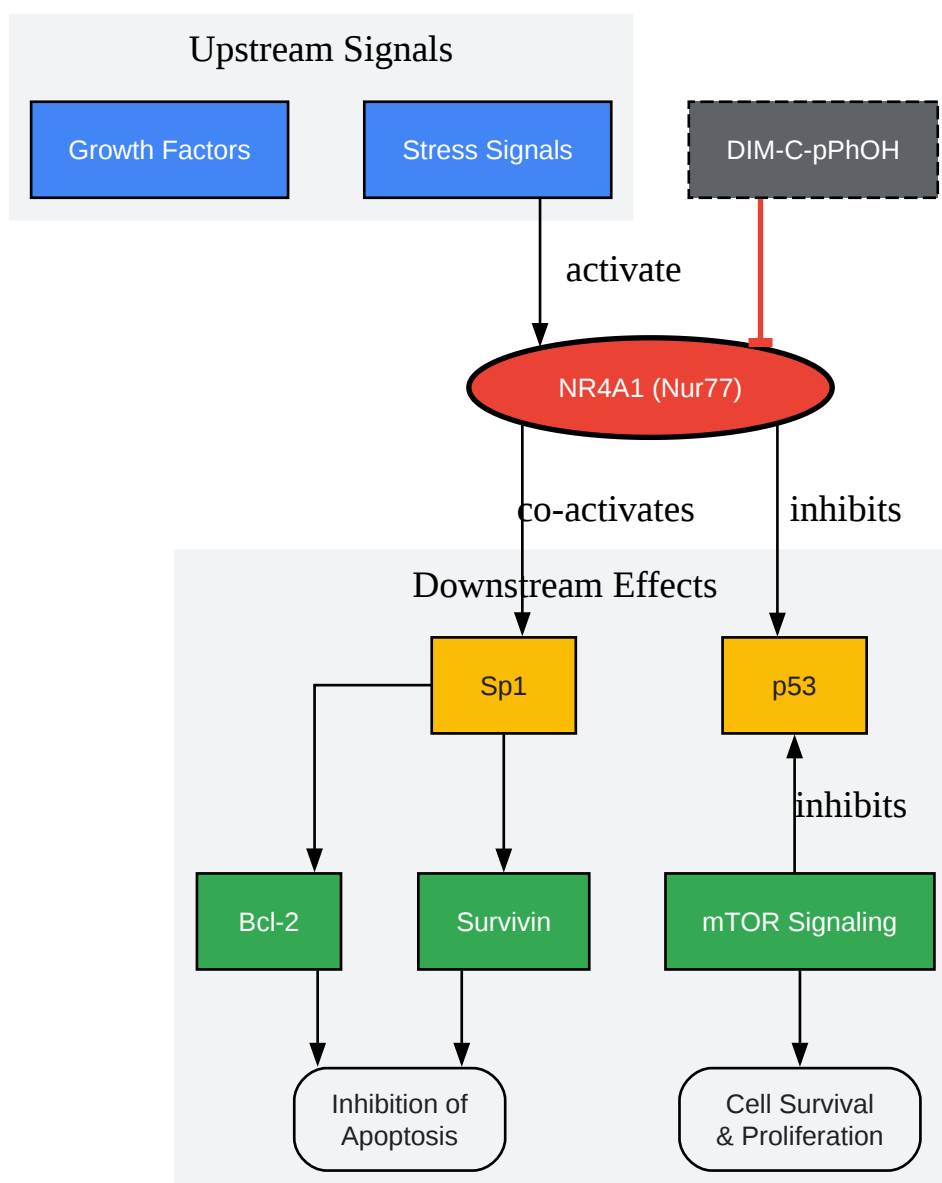 Upstream Signals
Growth Factors
Stress Signals
DIM-C-pPhOH
activate
NR4A1 (Nur77)
co-activates
inhibits
Downstream Effects
Sp1
p53
inhibits
Bcl-2
Survivin
mTOR Signaling
Inhibition of
Apoptosis
Cell Survival
& Proliferation